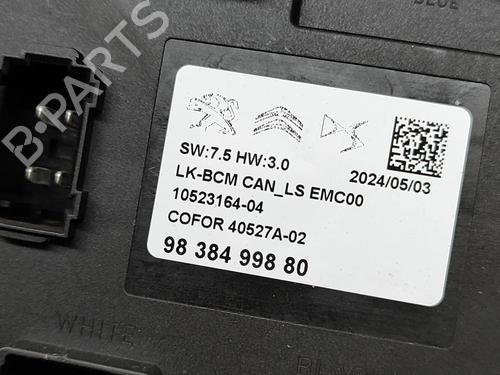 BLUE
B-PARTS
SW:7.5 HW:3.0
2024/05/03
LK-BCM CAN_LS EMC00
10523164-04
COFOR 40527A-02
98 384 998 80
WHITE